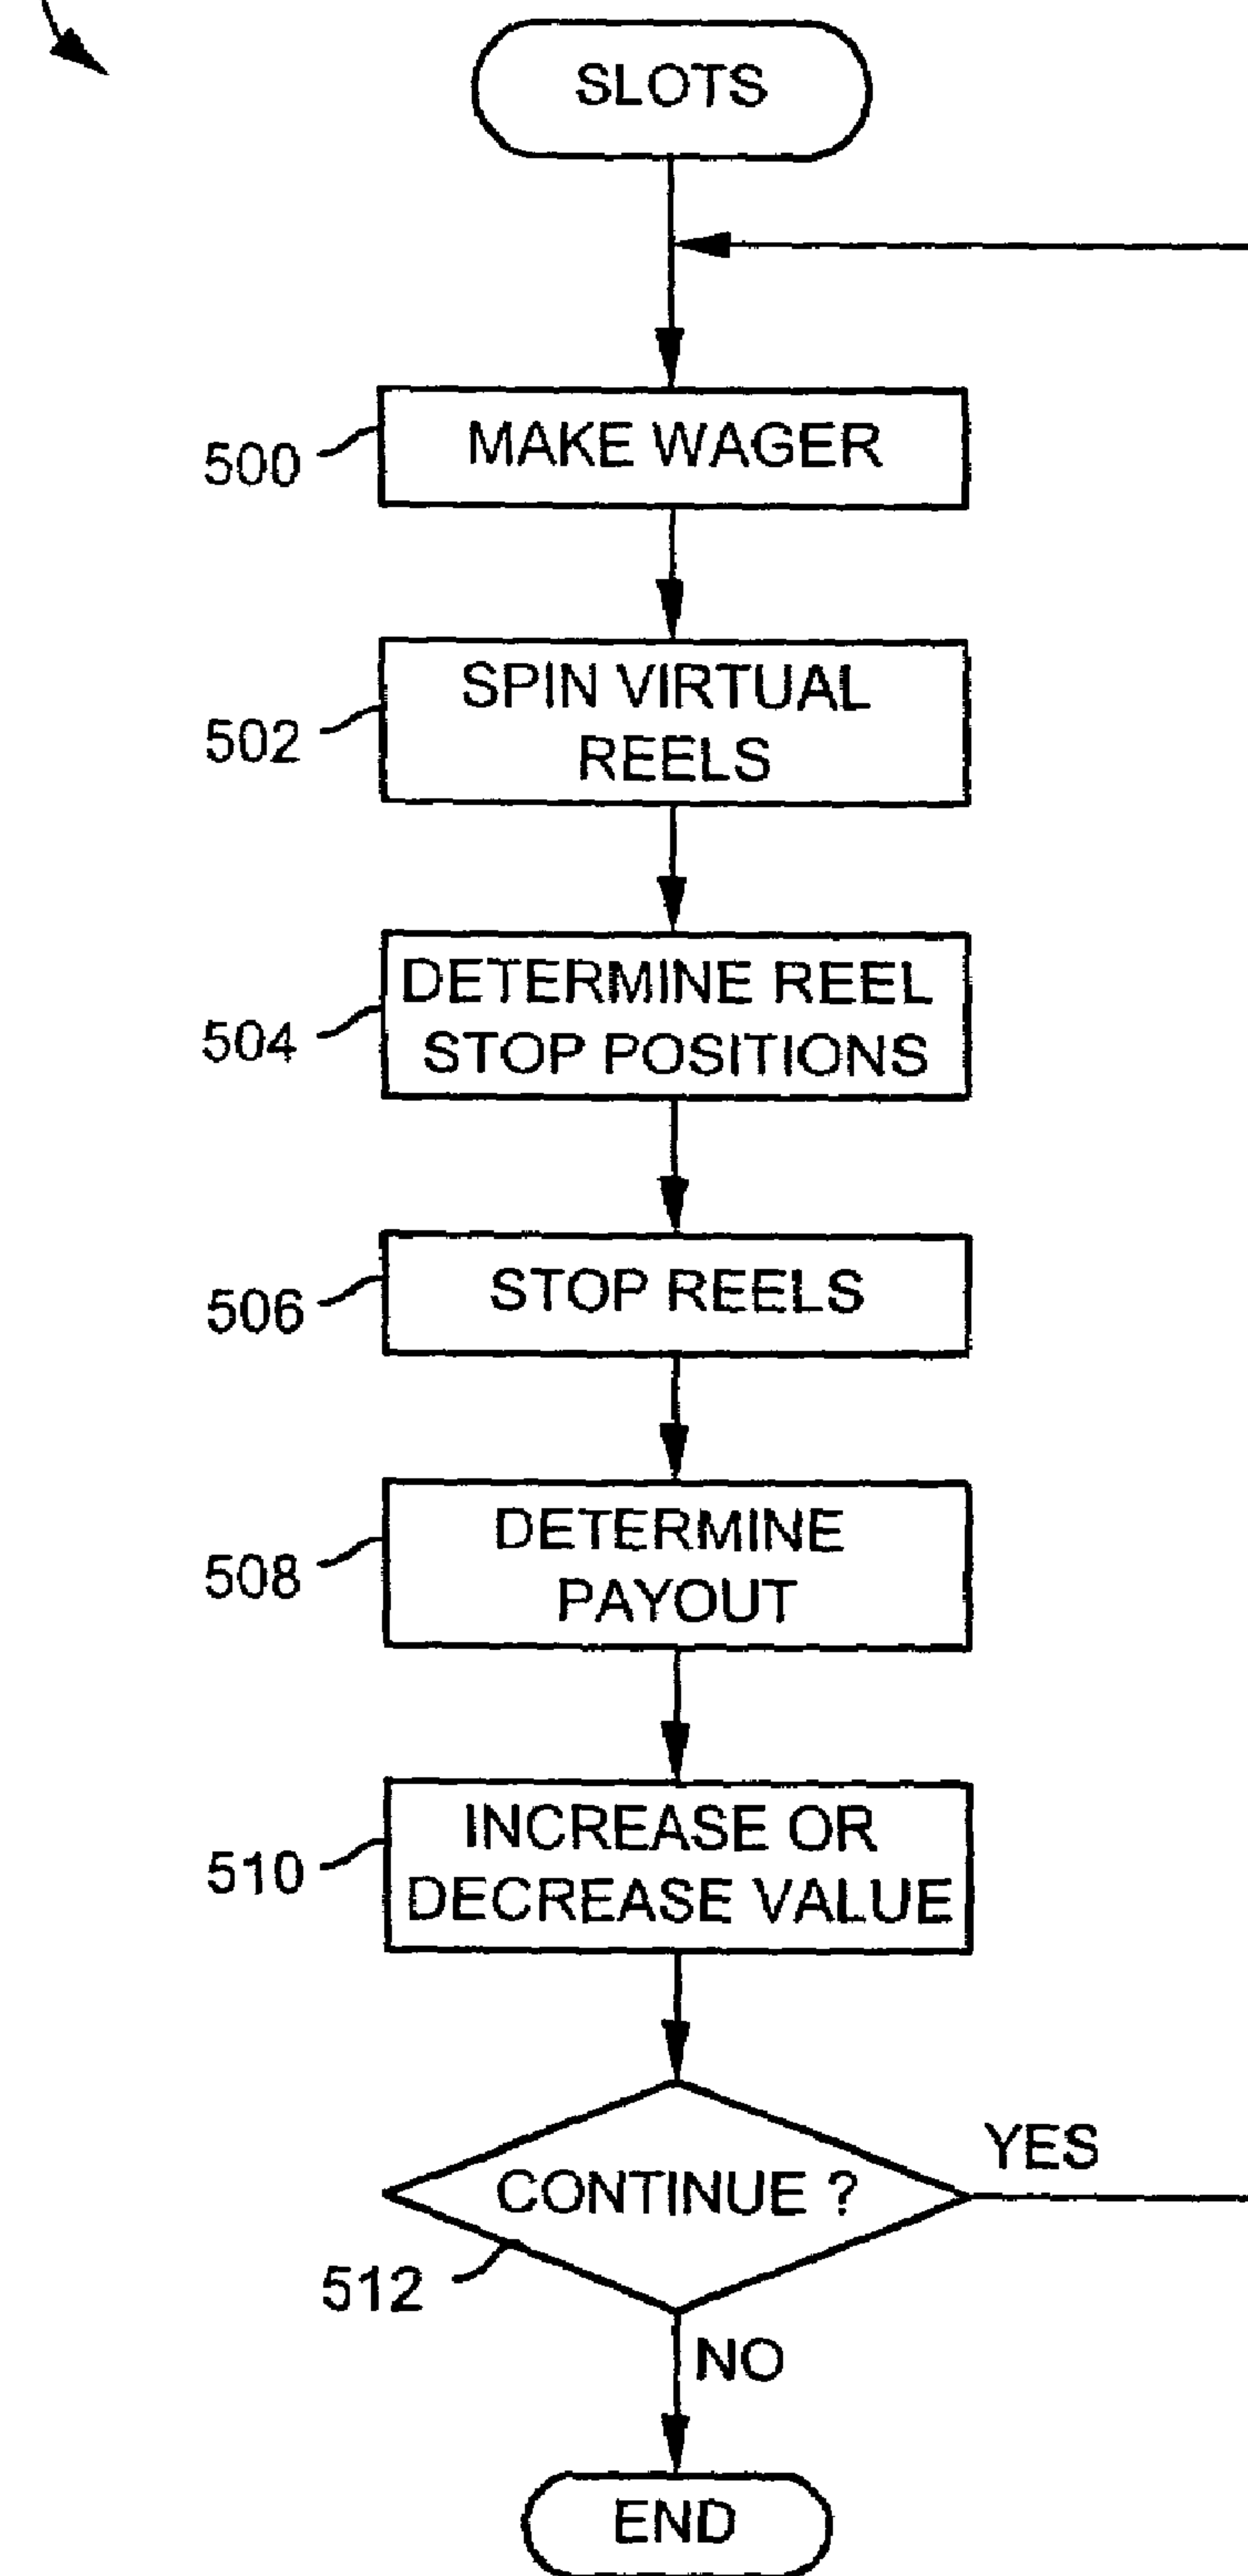 SLOTS
500
MAKE WAGER
502
SPIN VIRTUAL
REELS
504
DETERMINE REEL
STOP POSITIONS
506
STOP REELS
508
DETERMINE
PAYOUT
510
INCREASE OR
DECREASE VALUE
CONTINUE ?
YES
512
NO
END